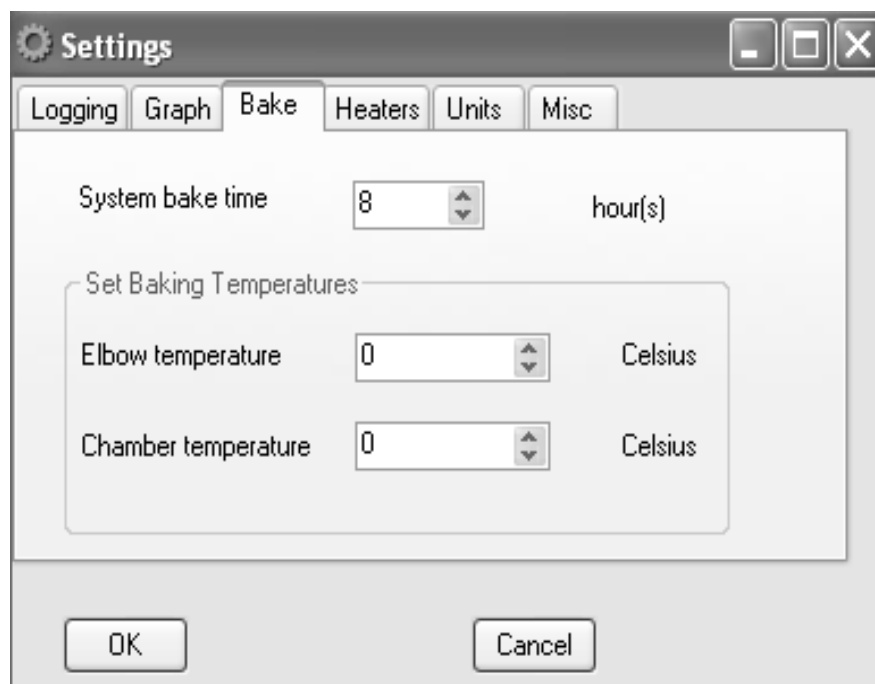 Settings
Logging Graph Bake Heaters Units Misc
System bake time 8 hour(s)
Set Baking Temperatures
Elbow temperature 0 Celsius
Chamber temperature 0 Celsius
OK Cancel